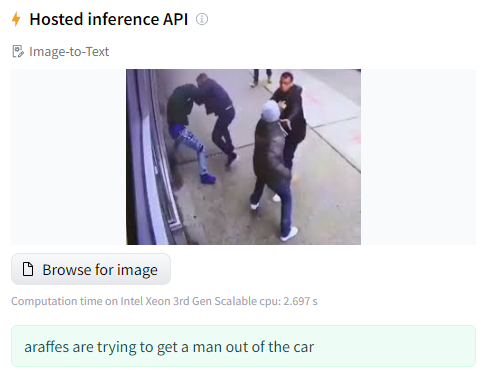 Hosted inference API
Image-to-Text
Browse for image
Computation time on Intel Xeon 3rd Gen Scalable cpu: 2.697 s
araffes are trying to get a man out of the car